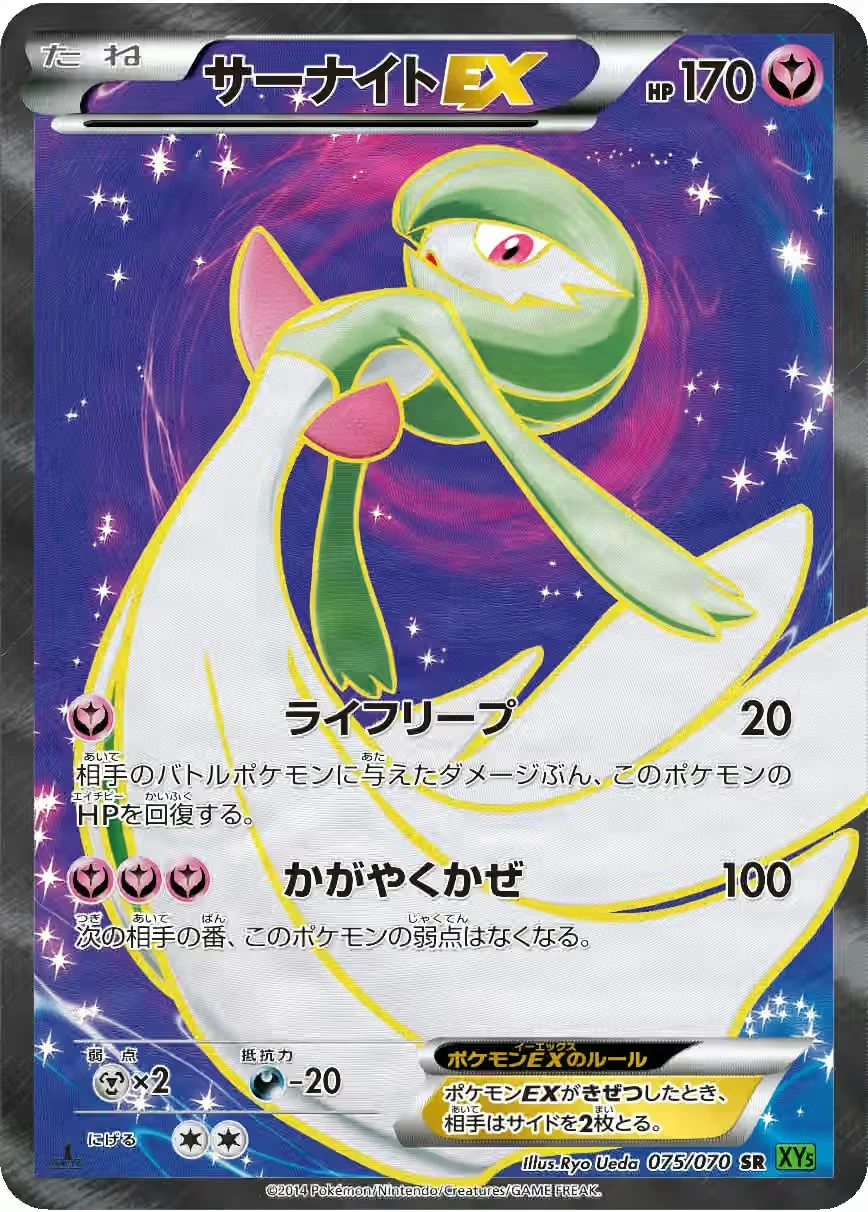 たね
サーナイトEX
HP170
ライフリープ 20
相手のバトルポケモンに与えたダメージぶん、このポケモンの
HPを回復する。
かがやくかぜ 100
次の相手の番、このポケモンの弱点はなくなる。
弱点 抵抗力
×2 -20
にげる
イーエックス
ポケモンEXのルール
ポケモンEXがきぜつしたとき、
相手はサイドを2枚とる。
Illus.Ryo Ueda 075/070 SR XY5
©2014 Pokémon/Nintendo/Creatures/GAME FREAK.